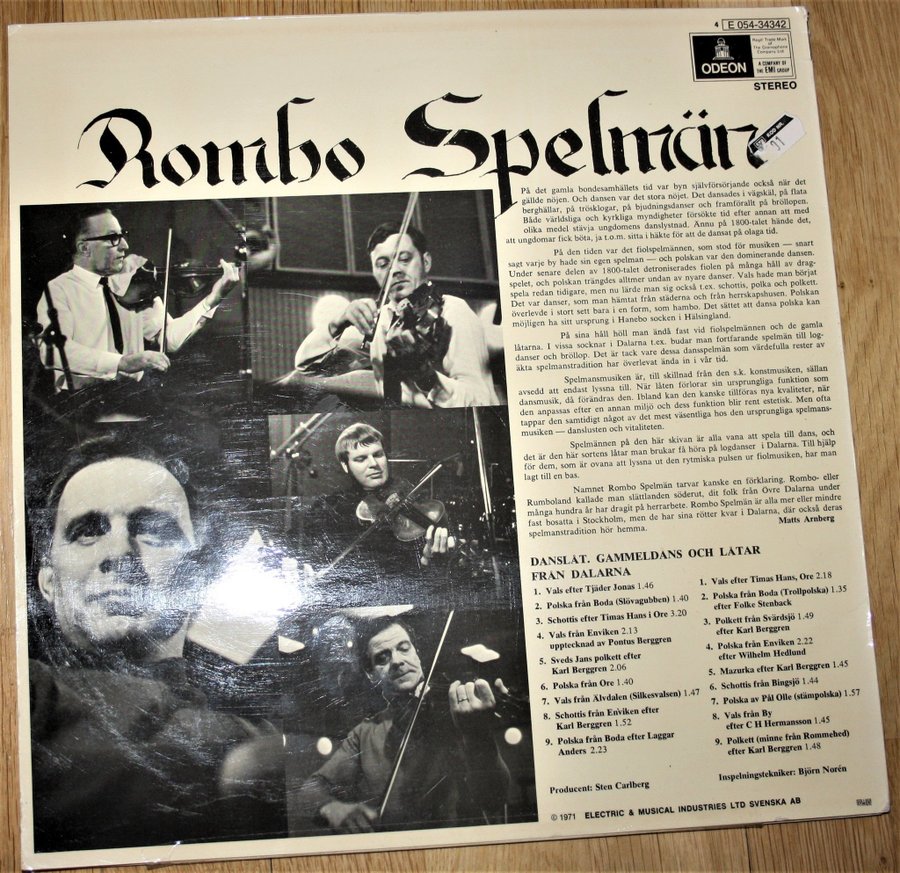 4 E 054-34342
Royal Trade Mark
of
The Gramophone
Company Ltd
ODEON
A COMPANY OF
THE EMI GROUP
STEREO
Rombo Spelmän
På det gamla bondesamhällets tid var byn självförsörjande också när det
gällde nöjen. Och dansen var det stora nöjet. Det dansades i vägskäl, på flata
berghällar, på trösklogar, på bjudningsdanser och framförallt på bröllopen.
Både världsliga och kyrkliga myndigheter försökte tid efter annan att med
olika medel stävja ungdomens danslystnad. Ännu på 1800-talet hände det,
att ungdomar fick böta, ja t.o.m. sitta i häkte för att de dansat på olaga tid.
På den tiden var det fiolspelmännen, som stod för musiken — snart
sagt varje by hade sin egen spelman — och polskan var den dominerande dansen.
Under senare delen av 1800-talet detroniserades fiolen på många håll av drag-
spelet, och polskan trängdes alltmer undan av nyare danser. Vals hade man börjat
spela redan tidigare, men nu lärde man sig också t.ex. schottis, polka och polkett.
Det var danser, som man hämtat från städerna och från herrskapshusen. Polskan
överlevde i stort sett bara i en form, som hambo. Det sättet att dansa polska kan
möjligen ha sitt ursprung i Hanebo socken i Hälsingland.
På sina håll höll man ändå fast vid fiolspelmännen och de gamla
låtarna. I vissa socknar i Dalarna t.ex. budar man fortfarande spelmän till log-
danser och bröllop. Det är tack vare dessa dansspelmän som värdefulla rester av
äkta spelmanstradition har överlevat ända in i vår tid.
Spelmansmusiken är, till skillnad från den s.k. konstmusiken, sällan
avsedd att endast lyssna till. När låten förlorar sin ursprungliga funktion som
dansmusik, då förändras den. Ibland kan den kanske tillföras nya kvaliteter, när
den anpassas efter en annan miljö och dess funktion blir rent estetisk. Men ofta
tappar den samtidigt något av det mest väsentliga hos den ursprungliga spelmans-
musiken — danslusten och vitaliteten.
Spelmännen på den här skivan är alla vana att spela till dans, och
det är den här sortens låtar man brukar få höra på logdanser i Dalarna. Till hjälp
för dem, som är ovana att lyssna ut den rytmiska pulsen ur fiolmusiken, har man
lagt till en bas.
Namnet Rombo Spelmän tarvar kanske en förklaring. Rombo- eller
Rumboland kallade man slättlanden söderut, dit folk från Övre Dalarna under
många hundra år har dragit på herrarbete. Rombo Spelmän är alla mer eller mindre
fast bosatta i Stockholm, men de har sina rötter kvar i Dalarna, där också deras
spelmanstradition hör hemma.
Matts Arnberg
DANSLÅT. GAMMELDANS OCH LÅTAR
FRÅN DALARNA
1. Vals efter Tjäder Jonas 1.46
2. Polska från Boda (Slövagubben) 1.40
3. Schottis efter Timas Hans i Ore 3.20
4. Vals från Enviken 2.13
upptecknad av Pontus Berggren
5. Sveds Jans polkett efter
Karl Berggren 2.06
6. Polska från Ore 1.40
7. Vals från Älvdalen (Silkesvalsen) 1.47
8. Schottis från Enviken efter
Karl Berggren 1.52
9. Polska från Boda efter Laggar
Anders 2.23
1. Vals efter Timas Hans, Ore 2.18
2. Polska från Boda (Trollpolska) 1.35
efter Folke Stenback
3. Polkett från Svärdsjö 1.49
efter Karl Berggren
4. Polska från Enviken 2.22
efter Wilhelm Hedlund
5. Mazurka efter Karl Berggren 1.45
6. Schottis från Bingsjö 1.44
7. Polska av Pål Olle (stämpolska) 1.57
8. Vals från By
efter C H Hermansson 1.45
9. Polkett (minne från Rommehed)
efter Karl Berggren 1.48
Producent: Sten Carlberg
Inspelningstekniker: Björn Norén
© 1971 ELECTRIC & MUSICAL INDUSTRIES LTD SVENSKA AB